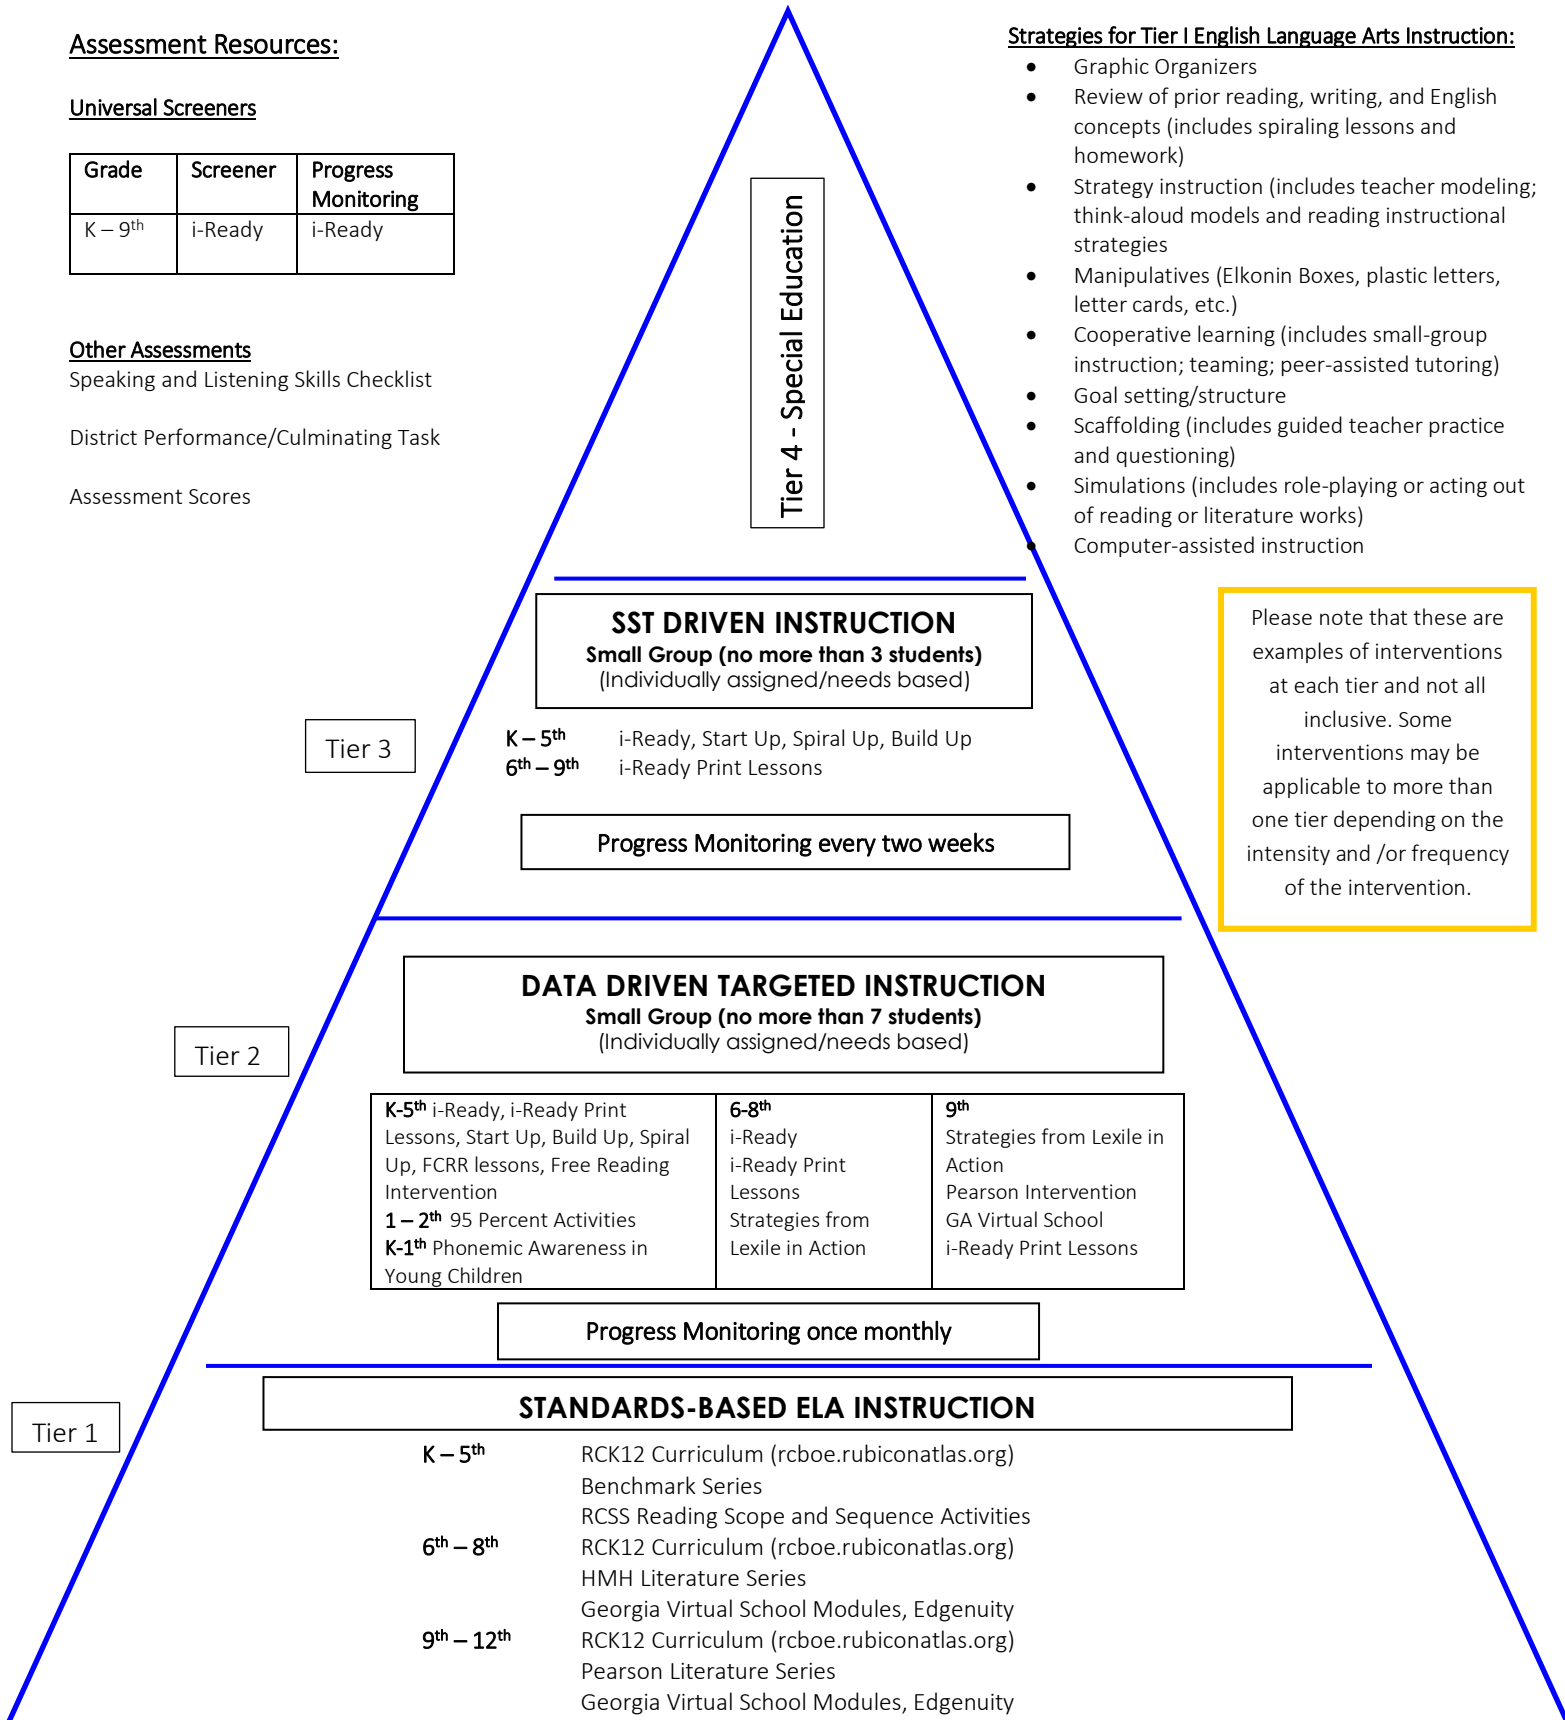 Assessment Resources:
Universal Screeners
Grade Screener Progress
Monitoring
K – 9th i-Ready i-Ready
Other Assessments
Speaking and Listening Skills Checklist
District Performance/Culminating Task
Assessment Scores
Strategies for Tier I English Language Arts Instruction:
• Graphic Organizers
• Review of prior reading, writing, and English
concepts (includes spiraling lessons and
homework)
• Strategy instruction (includes teacher modeling;
think-aloud models and reading instructional
strategies
• Manipulatives (Elkonin Boxes, plastic letters,
letter cards, etc.)
• Cooperative learning (includes small-group
instruction; teaming; peer-assisted tutoring)
• Goal setting/structure
• Scaffolding (includes guided teacher practice
and questioning)
• Simulations (includes role-playing or acting out
of reading or literature works)
• Computer-assisted instruction
Tier 4 - Special Education
Please note that these are
examples of interventions
at each tier and not all
inclusive. Some
interventions may be
applicable to more than
one tier depending on the
intensity and /or frequency
of the intervention.
SST DRIVEN INSTRUCTION
Small Group (no more than 3 students)
(Individually assigned/needs based)
Tier 3
K – 5th i-Ready, Start Up, Spiral Up, Build Up
6th – 9th i-Ready Print Lessons
Progress Monitoring every two weeks
DATA DRIVEN TARGETED INSTRUCTION
Small Group (no more than 7 students)
(Individually assigned/needs based)
Tier 2
K-5th i-Ready, i-Ready Print
Lessons, Start Up, Build Up, Spiral
Up, FCRR lessons, Free Reading
Intervention
1 – 2th 95 Percent Activities
K-1th Phonemic Awareness in
Young Children
6-8th
i-Ready
i-Ready Print
Lessons
Strategies from
Lexile in Action
9th
Strategies from Lexile in
Action
Pearson Intervention
GA Virtual School
i-Ready Print Lessons
Progress Monitoring once monthly
STANDARDS-BASED ELA INSTRUCTION
Tier 1
K – 5th RCK12 Curriculum (rcboe.rubiconatlas.org)
Benchmark Series
RCSS Reading Scope and Sequence Activities
6th – 8th RCK12 Curriculum (rcboe.rubiconatlas.org)
HMH Literature Series
Georgia Virtual School Modules, Edgenuity
9th – 12th RCK12 Curriculum (rcboe.rubiconatlas.org)
Pearson Literature Series
Georgia Virtual School Modules, Edgenuity